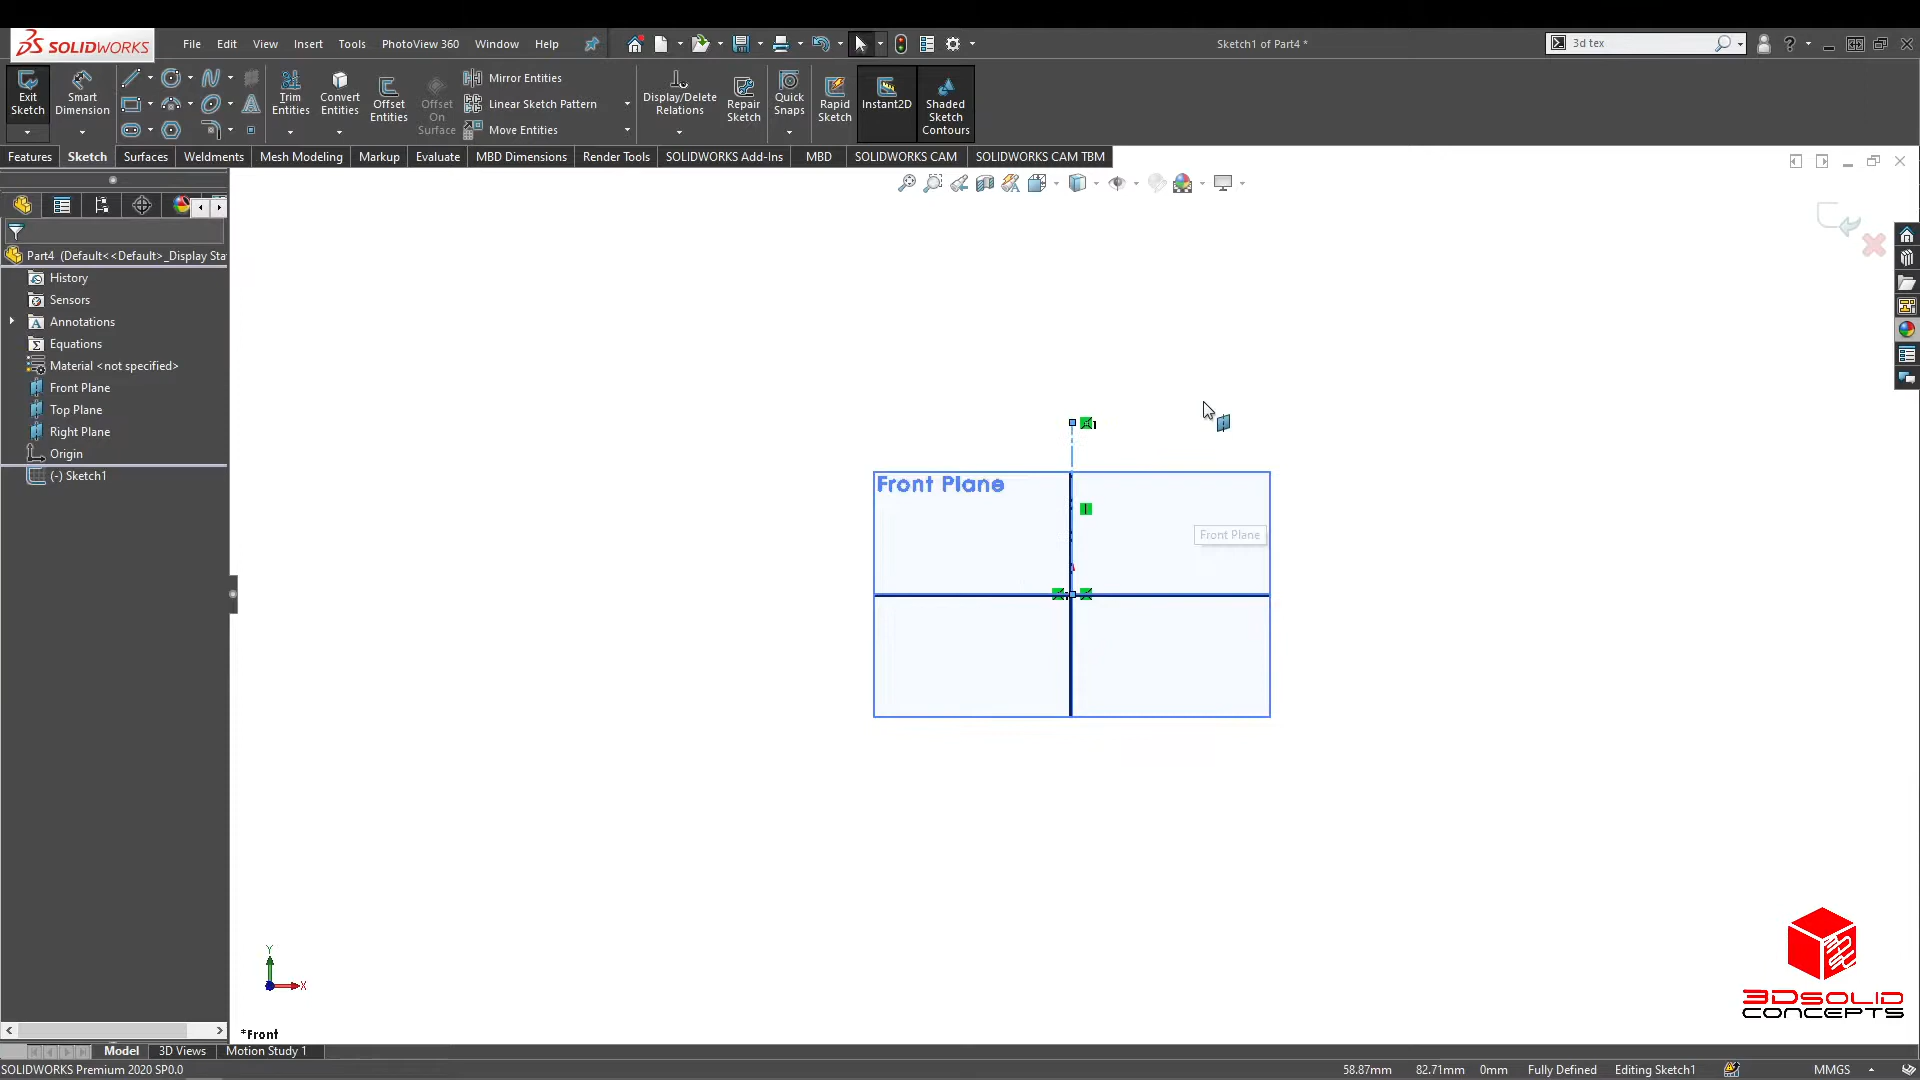 SOLIDWORKS File Edit View Insert Tools PhotoView 360 Window Help Sketch1 of Part4 * 3d tex
Exit Sketch
Smart Dimension
Trim Entities
Convert Entities
Offset Entities
Offset On Surface
Mirror Entities
Linear Sketch Pattern
Move Entities
Display/Delete Relations
Repair Sketch
Quick Snaps
Rapid Sketch
Instant2D
Shaded Sketch Contours
Features Sketch Surfaces Weldments Mesh Modeling Markup Evaluate MBD Dimensions Render Tools SOLIDWORKS Add-Ins MBD SOLIDWORKS CAM SOLIDWORKS CAM TBM
Part4 (Default<<Default>_Display Sta
History
Sensors
Annotations
Equations
Material <not specified>
Front Plane
Top Plane
Right Plane
Origin
(-) Sketch1
1
Front Plane
Front Plane
Y
X
*Front
3DSOLID
CONCEPTS
Model 3D Views Motion Study 1
SOLIDWORKS Premium 2020 SP0.0 58.87mm 82.71mm 0mm Fully Defined Editing Sketch1 MMGS